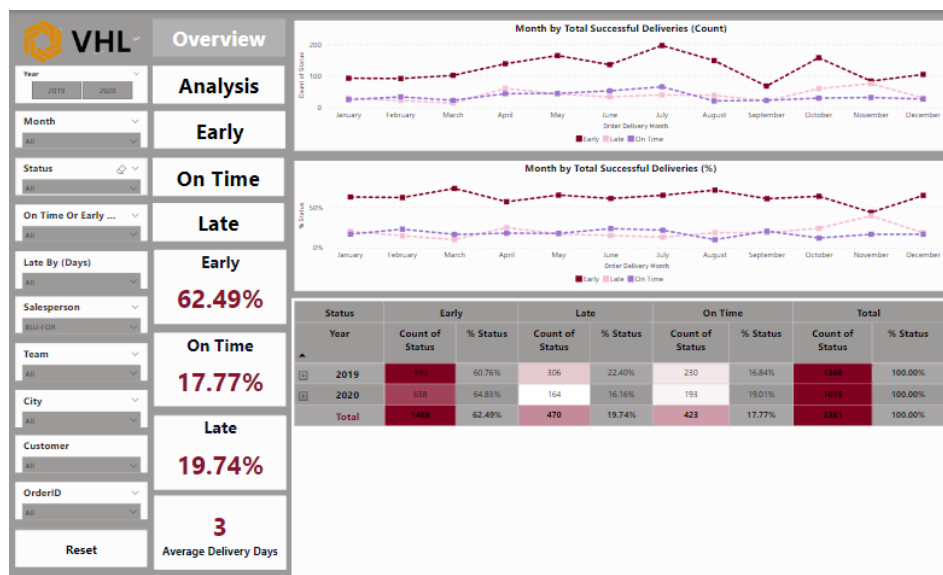 VHL
Year
2019 2020
Month
All
Status
All
On Time Or Early ...
All
Late By (Days)
All
Salesperson
BLU-FOR
Team
All
City
All
Customer
All
OrderID
All
Reset
Overview
Analysis
Early
On Time
Late
Early
62.49%
On Time
17.77%
Late
19.74%
3
Average Delivery Days
Month by Total Successful Deliveries (Count)
Count of Status
200
100
0
January February March April May June July August September October November December
Order Delivery Month
Early Late On Time
Month by Total Successful Deliveries (%)
% Status
50%
0%
January February March April May June July August September October November December
Order Delivery Month
Early Late On Time
Status Early Late On Time Total
Year Count of Status % Status Count of Status % Status Count of Status % Status Count of Status % Status
2019 60.76% 306 22.40% 230 16.84% 1366 100.00%
2020 658 64.83% 164 16.16% 193 19.01% 1015 100.00%
Total 1488 62.49% 470 19.74% 423 17.77% 2381 100.00%